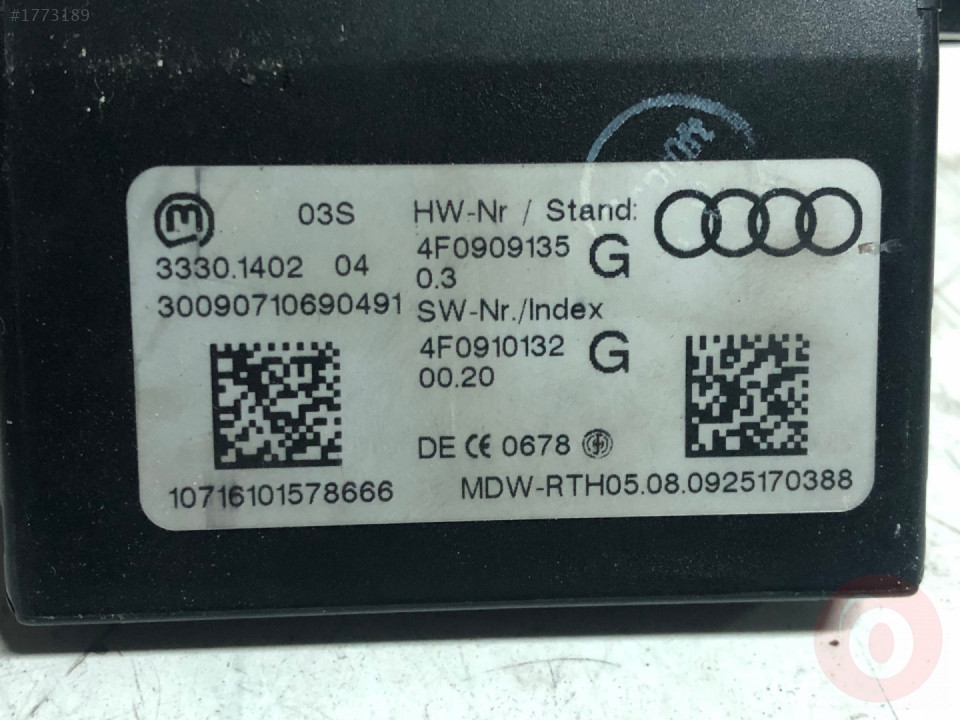 #1773189
M 03S
3330.1402 04
30090710690491
10716101578666
HW-Nr / Stand:
4F0909135 G
0.3
SW-Nr./Index
4F0910132 G
00.20
DE CE 0678
MDW-RTH05.08.0925170388